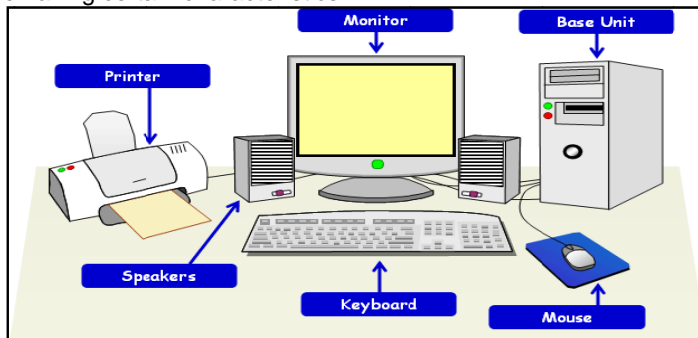 Monitor
Base Unit
Printer
Speakers
Keyboard
Mouse